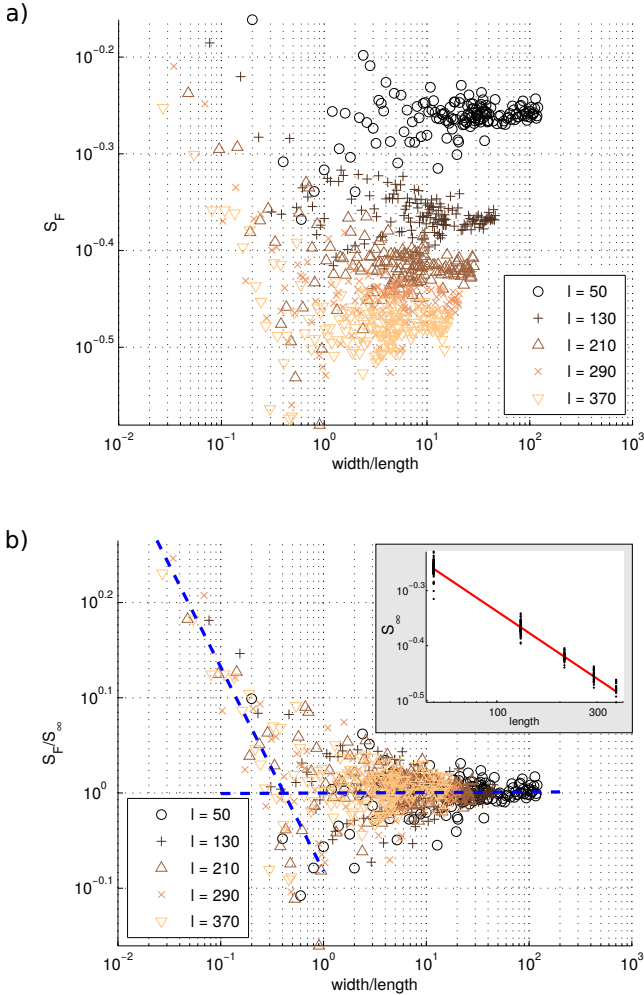 a)
10^−0.2
10^−0.3
10^−0.4
10^−0.5
S_F
l = 50
l = 130
l = 210
l = 290
l = 370
10^−2 10^−1 10^0 10^1 10^2 10^3
width/length
b)
10^0.2
10^0.1
10^0
10^−0.1
S_F/S_∞
10^−0.3
10^−0.4
10^−0.5
S_∞
100 300
length
l = 50
l = 130
l = 210
l = 290
l = 370
10^−2 10^−1 10^0 10^1 10^2 10^3
width/length